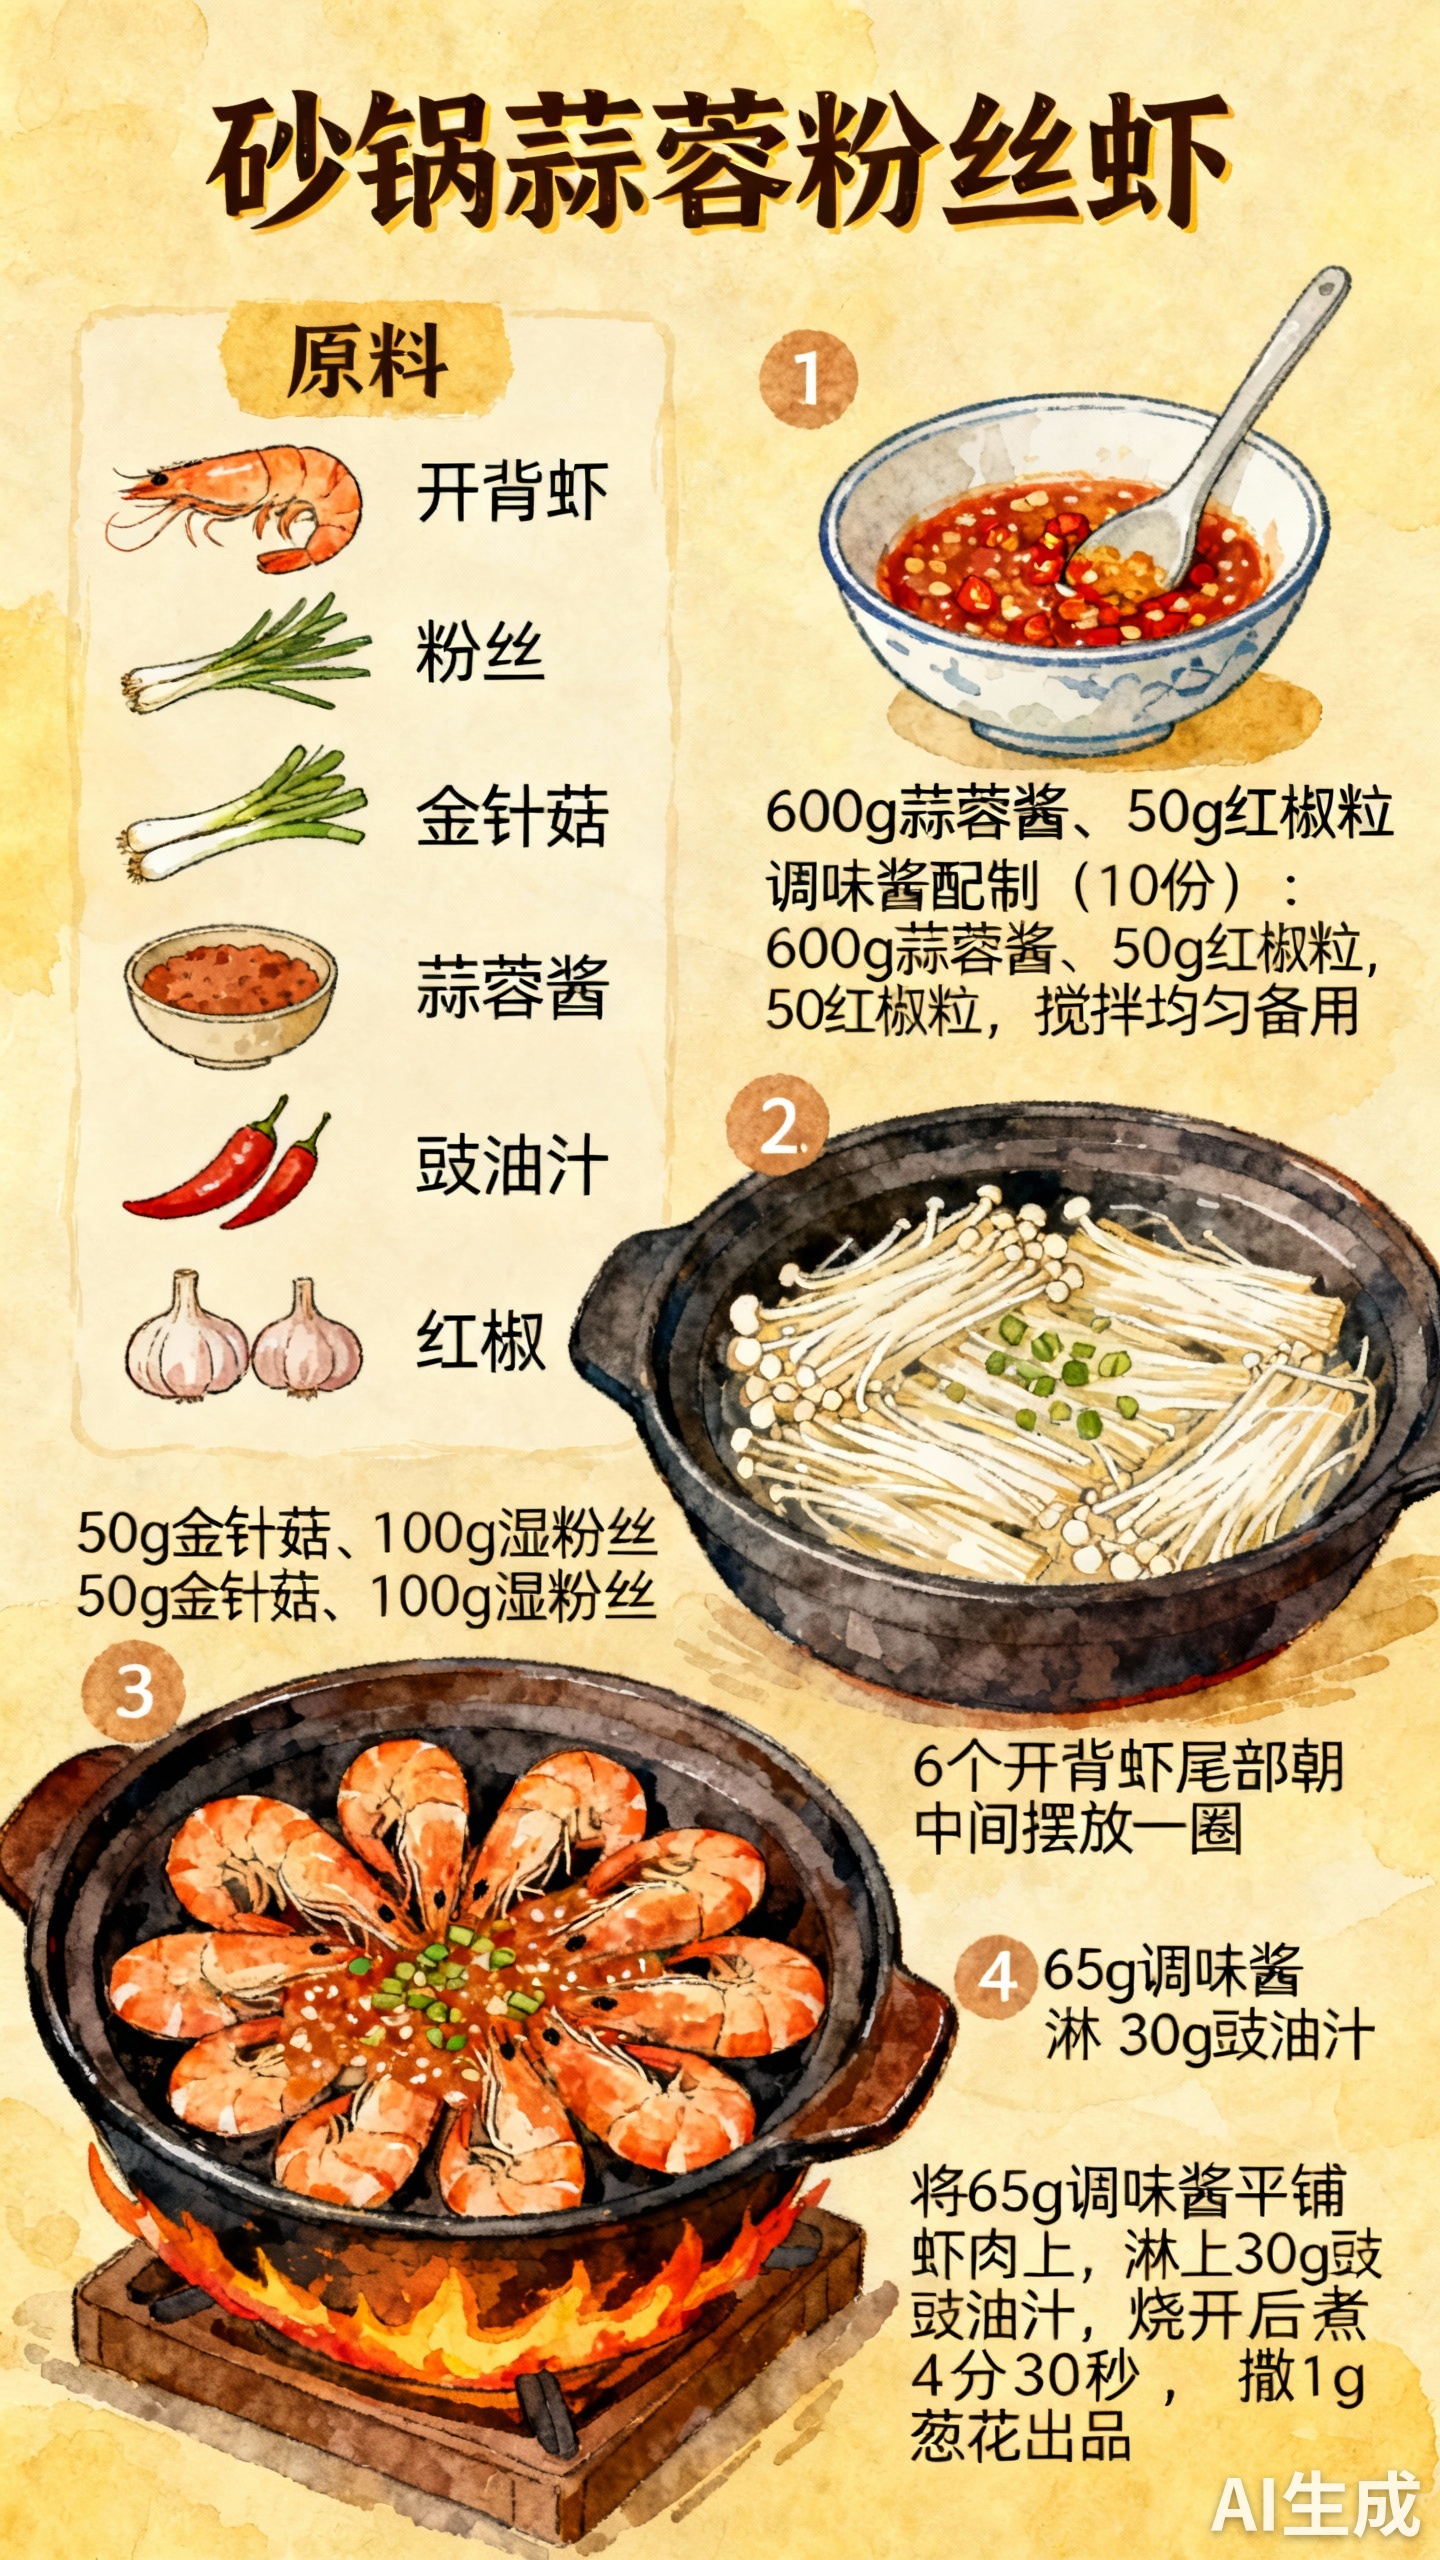 砂锅蒜蓉粉丝虾
原料
开背虾
粉丝
金针菇
蒜蓉酱
豉油汁
红椒
1
600g蒜蓉酱、50g红椒粒
调味酱配制（10份）：
600g蒜蓉酱、50g红椒粒，
50红椒粒，搅拌均匀备用
2
50g金针菇、100g湿粉丝
50g金针菇、100g湿粉丝
3
6个开背虾尾部朝
中间摆放一圈
4
65g调味酱
淋 30g豉油汁
将65g调味酱平铺
虾肉上，淋上30g豉
豉油汁，烧开后煮
4分30秒， 撒1g
葱花出品
AI生成